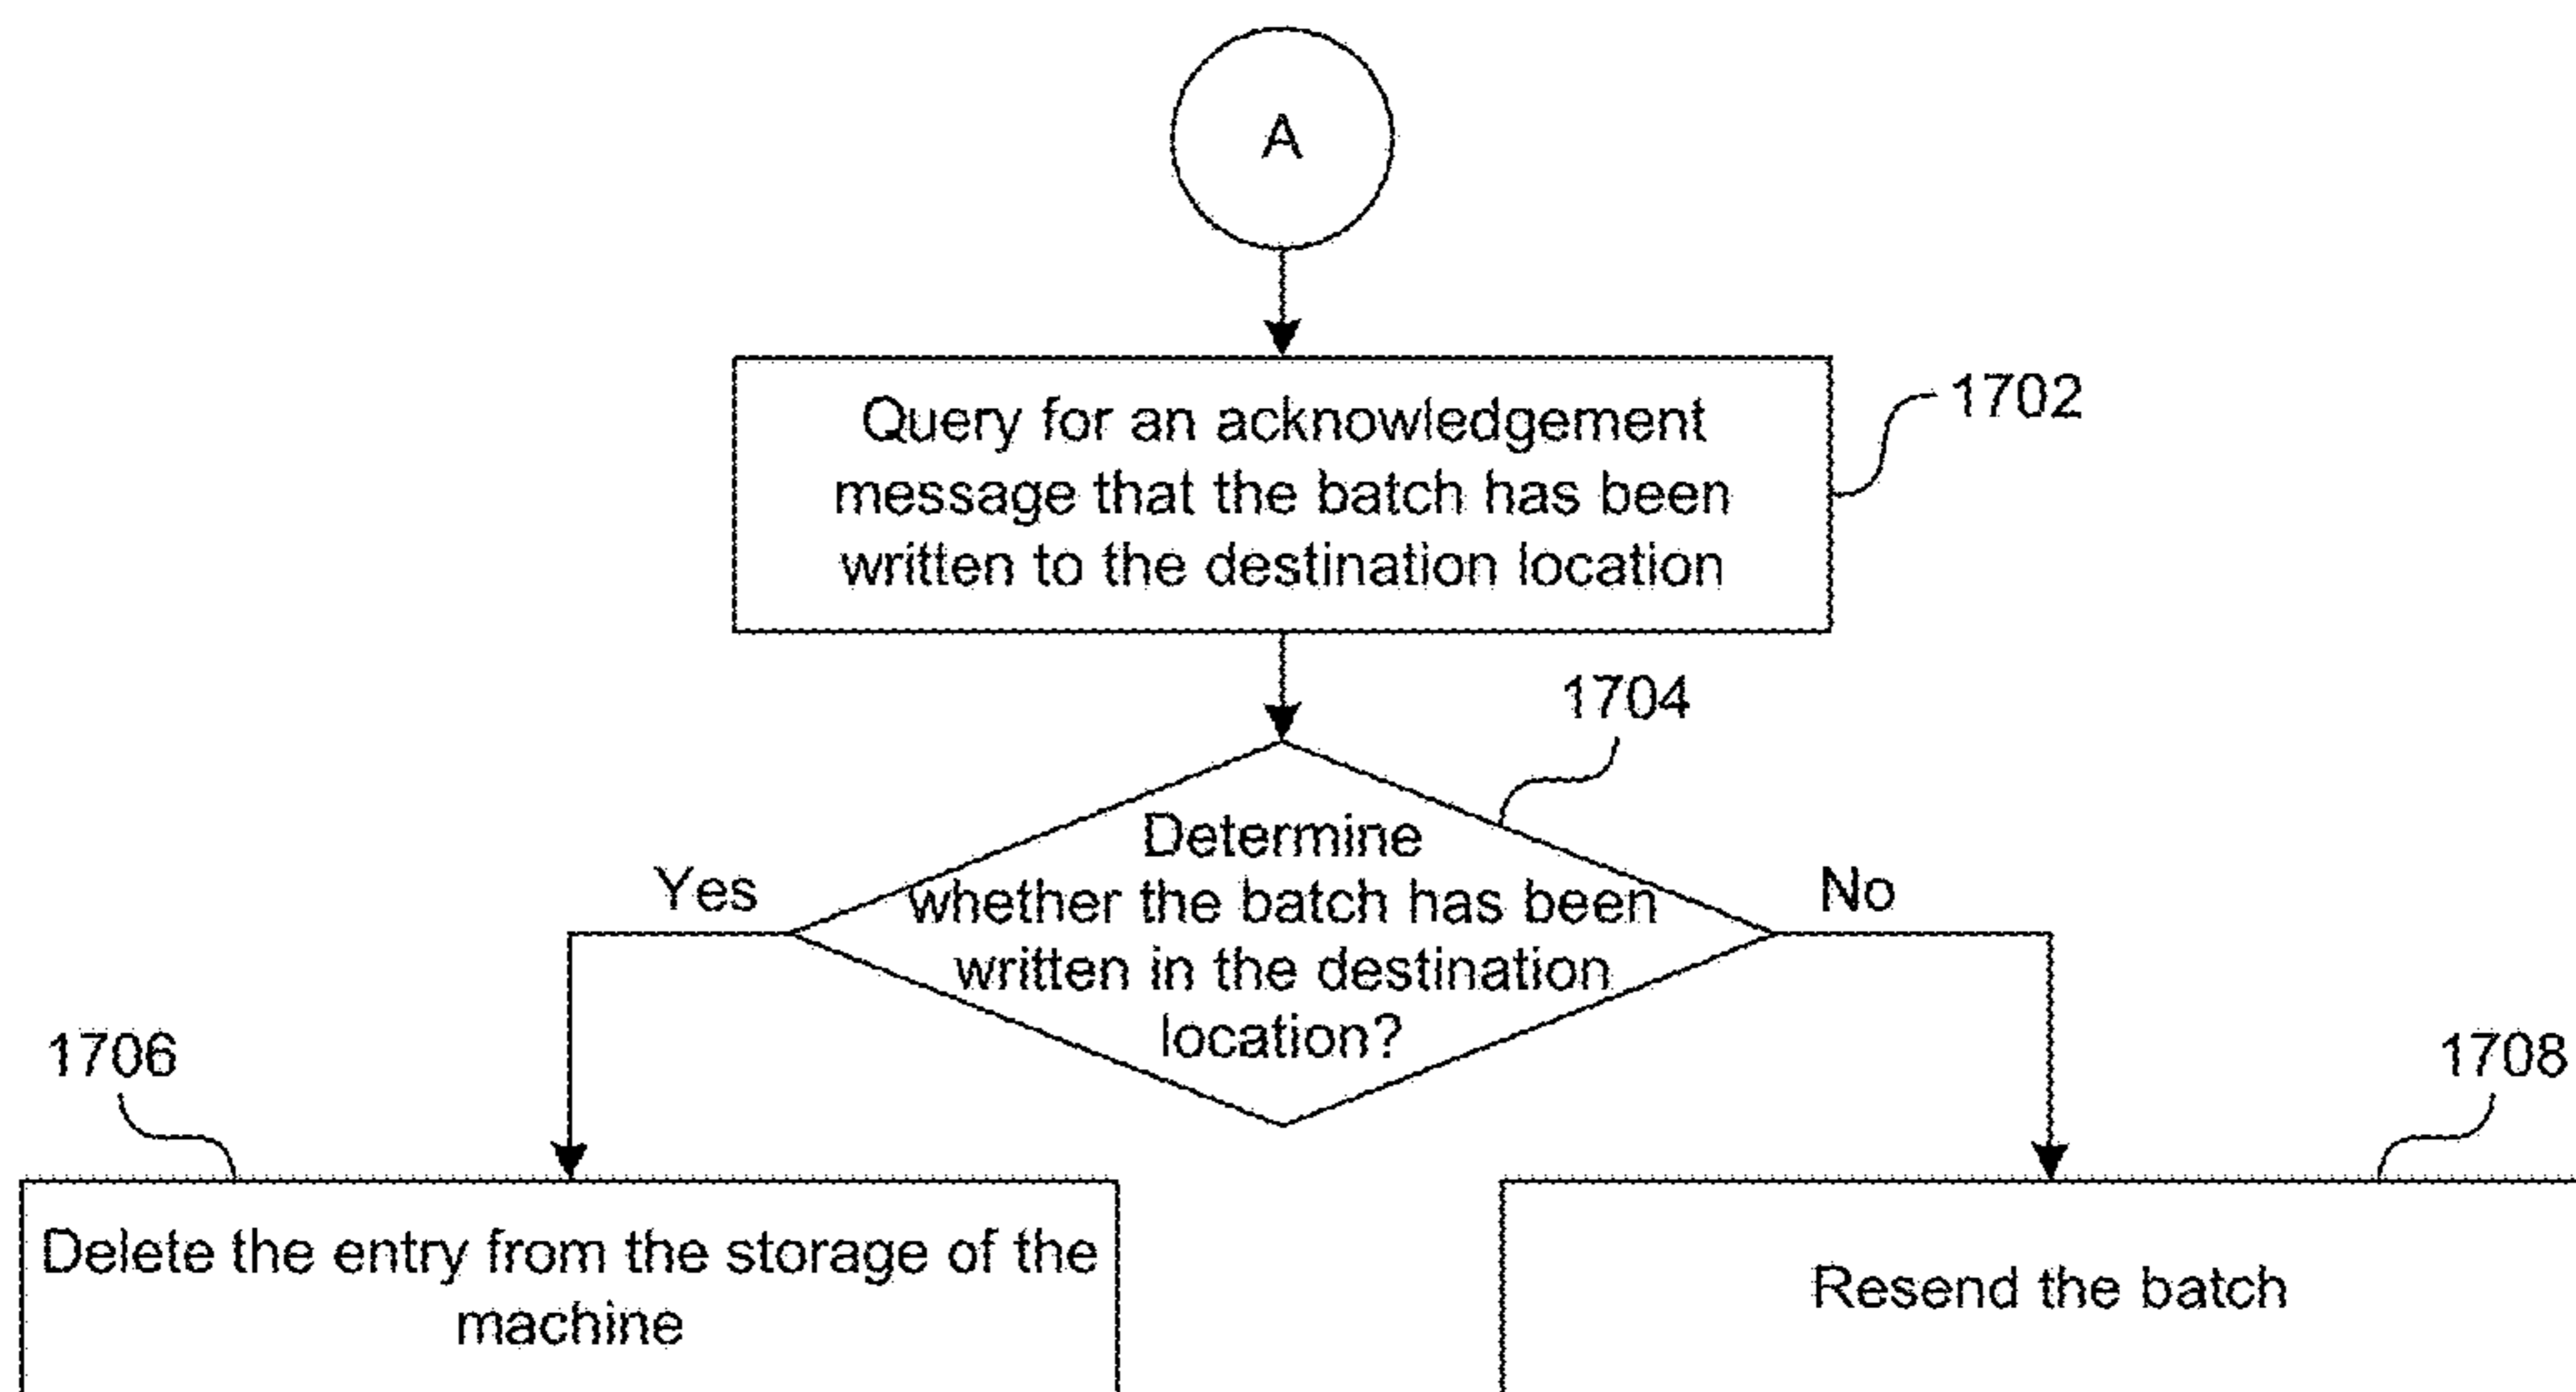 A
Query for an acknowledgement
message that the batch has been
written to the destination location
1702
1704
Determine
whether the batch has been
written in the destination
location?
Yes
No
1706
1708
Delete the entry from the storage of the
machine
Resend the batch